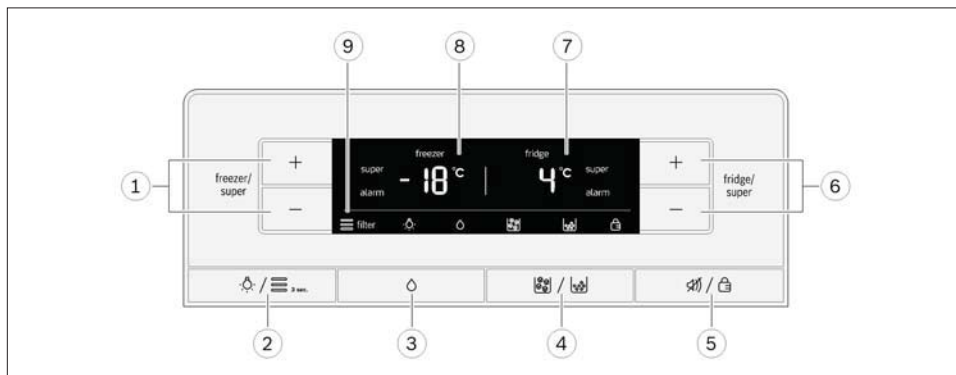 9 8 7
freezer fridge
1 freezer/ super + − super alarm -18 °C 4 °C super alarm + − fridge/ super 6
filter
/ 3 sec. / /
2 3 4 5